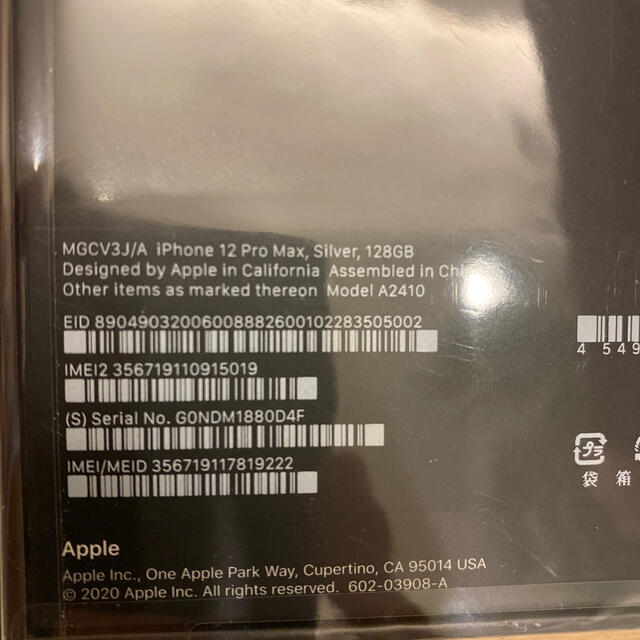 MGCV3J/A iPhone 12 Pro Max, Silver, 128GB
Designed by Apple in California Assembled in Chi
Other items as marked thereon Model A2410
EID 89049032006008882600102283505002
IMEI2 356719110915019
(S) Serial No. G0NDM1880D4F
IMEI/MEID 356719117819222
4 549
プラ
袋 箱
Apple
Apple Inc., One Apple Park Way, Cupertino, CA 95014 USA
© 2020 Apple Inc. All rights reserved. 602-03908-A